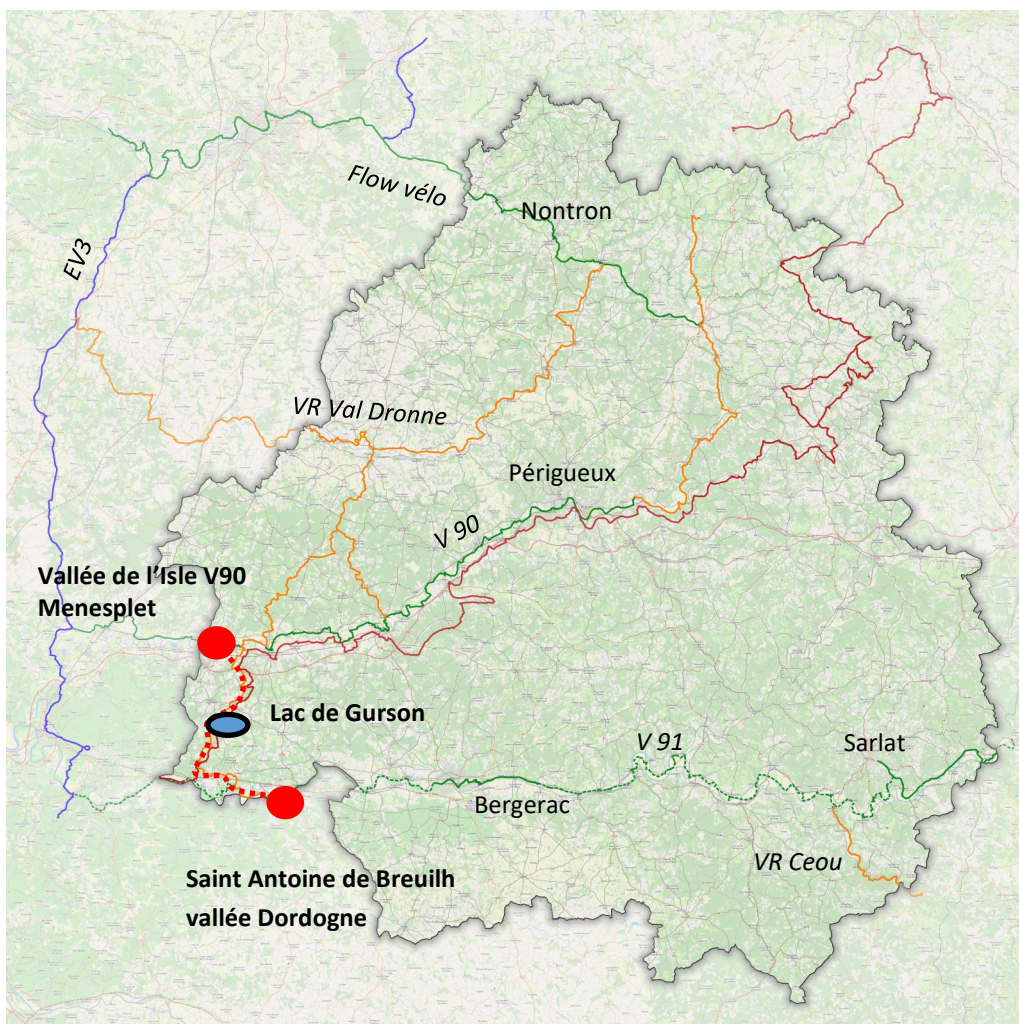 Flow vélo
Nontron
EV3
VR Val Dronne
Périgueux
V 90
Vallée de l'Isle V90
Menesplet
Lac de Gurson
V 91
Sarlat
Bergerac
VR Ceou
Saint Antoine de Breuilh
vallée Dordogne